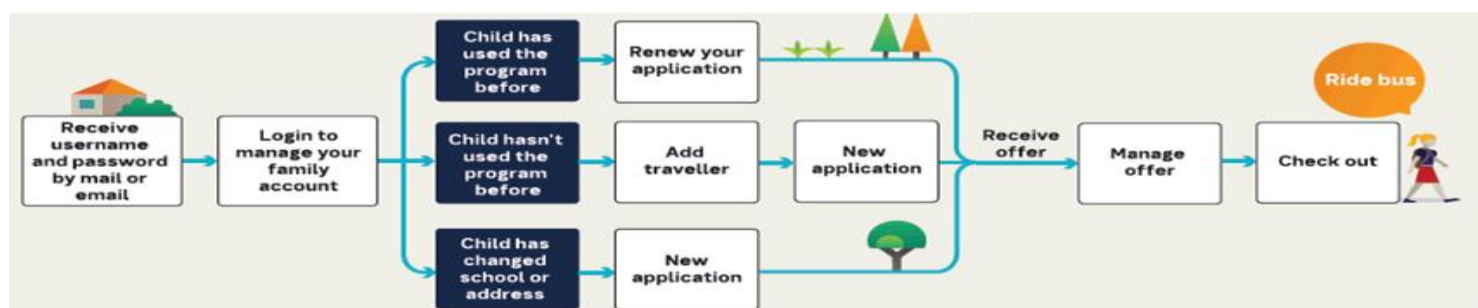 Receive
username
and password
by mail or
email
Login to
manage your
family
account
Child has
used the
program
before
Renew your
application
Child hasn't
used the
program
before
Add
traveller
New
application
Child has
changed
school or
address
New
application
Receive
offer
Manage
offer
Check out
Ride bus